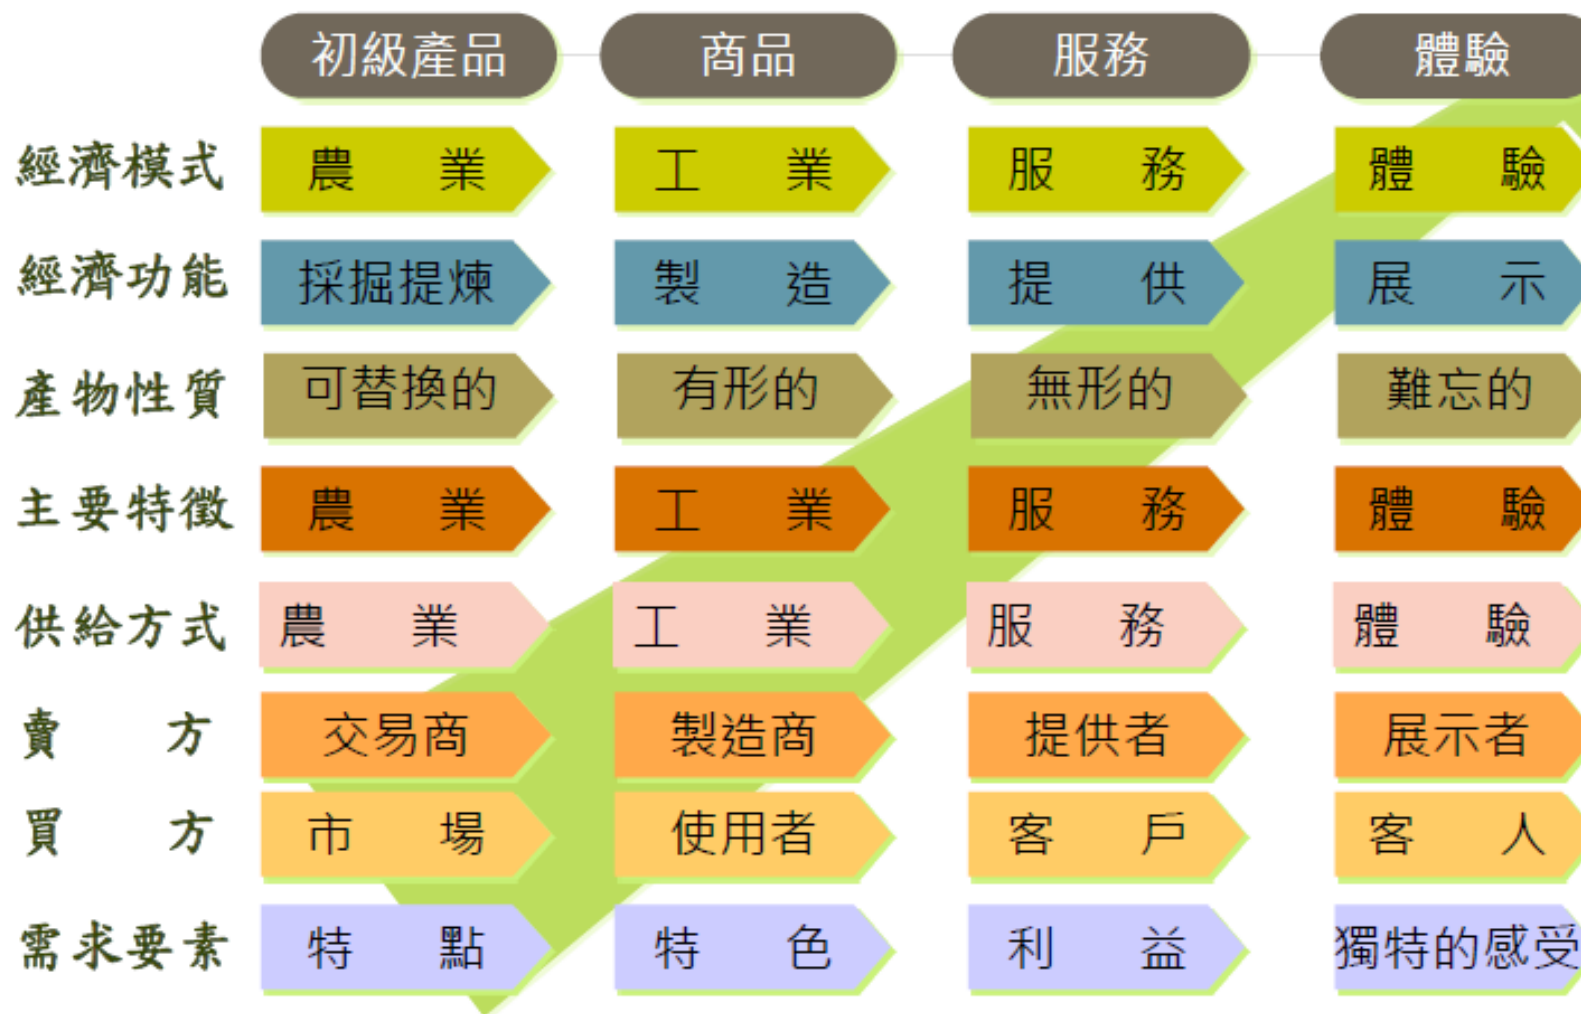 初級產品 商品 服務 體驗
經濟模式 農業 工業 服務 體驗
經濟功能 採掘提煉 製造 提供 展示
產物性質 可替換的 有形的 無形的 難忘的
主要特徵 農業 工業 服務 體驗
供給方式 農業 工業 服務 體驗
賣方 交易商 製造商 提供者 展示者
買方 市場 使用者 客戶 客人
需求要素 特點 特色 利益 獨特的感受